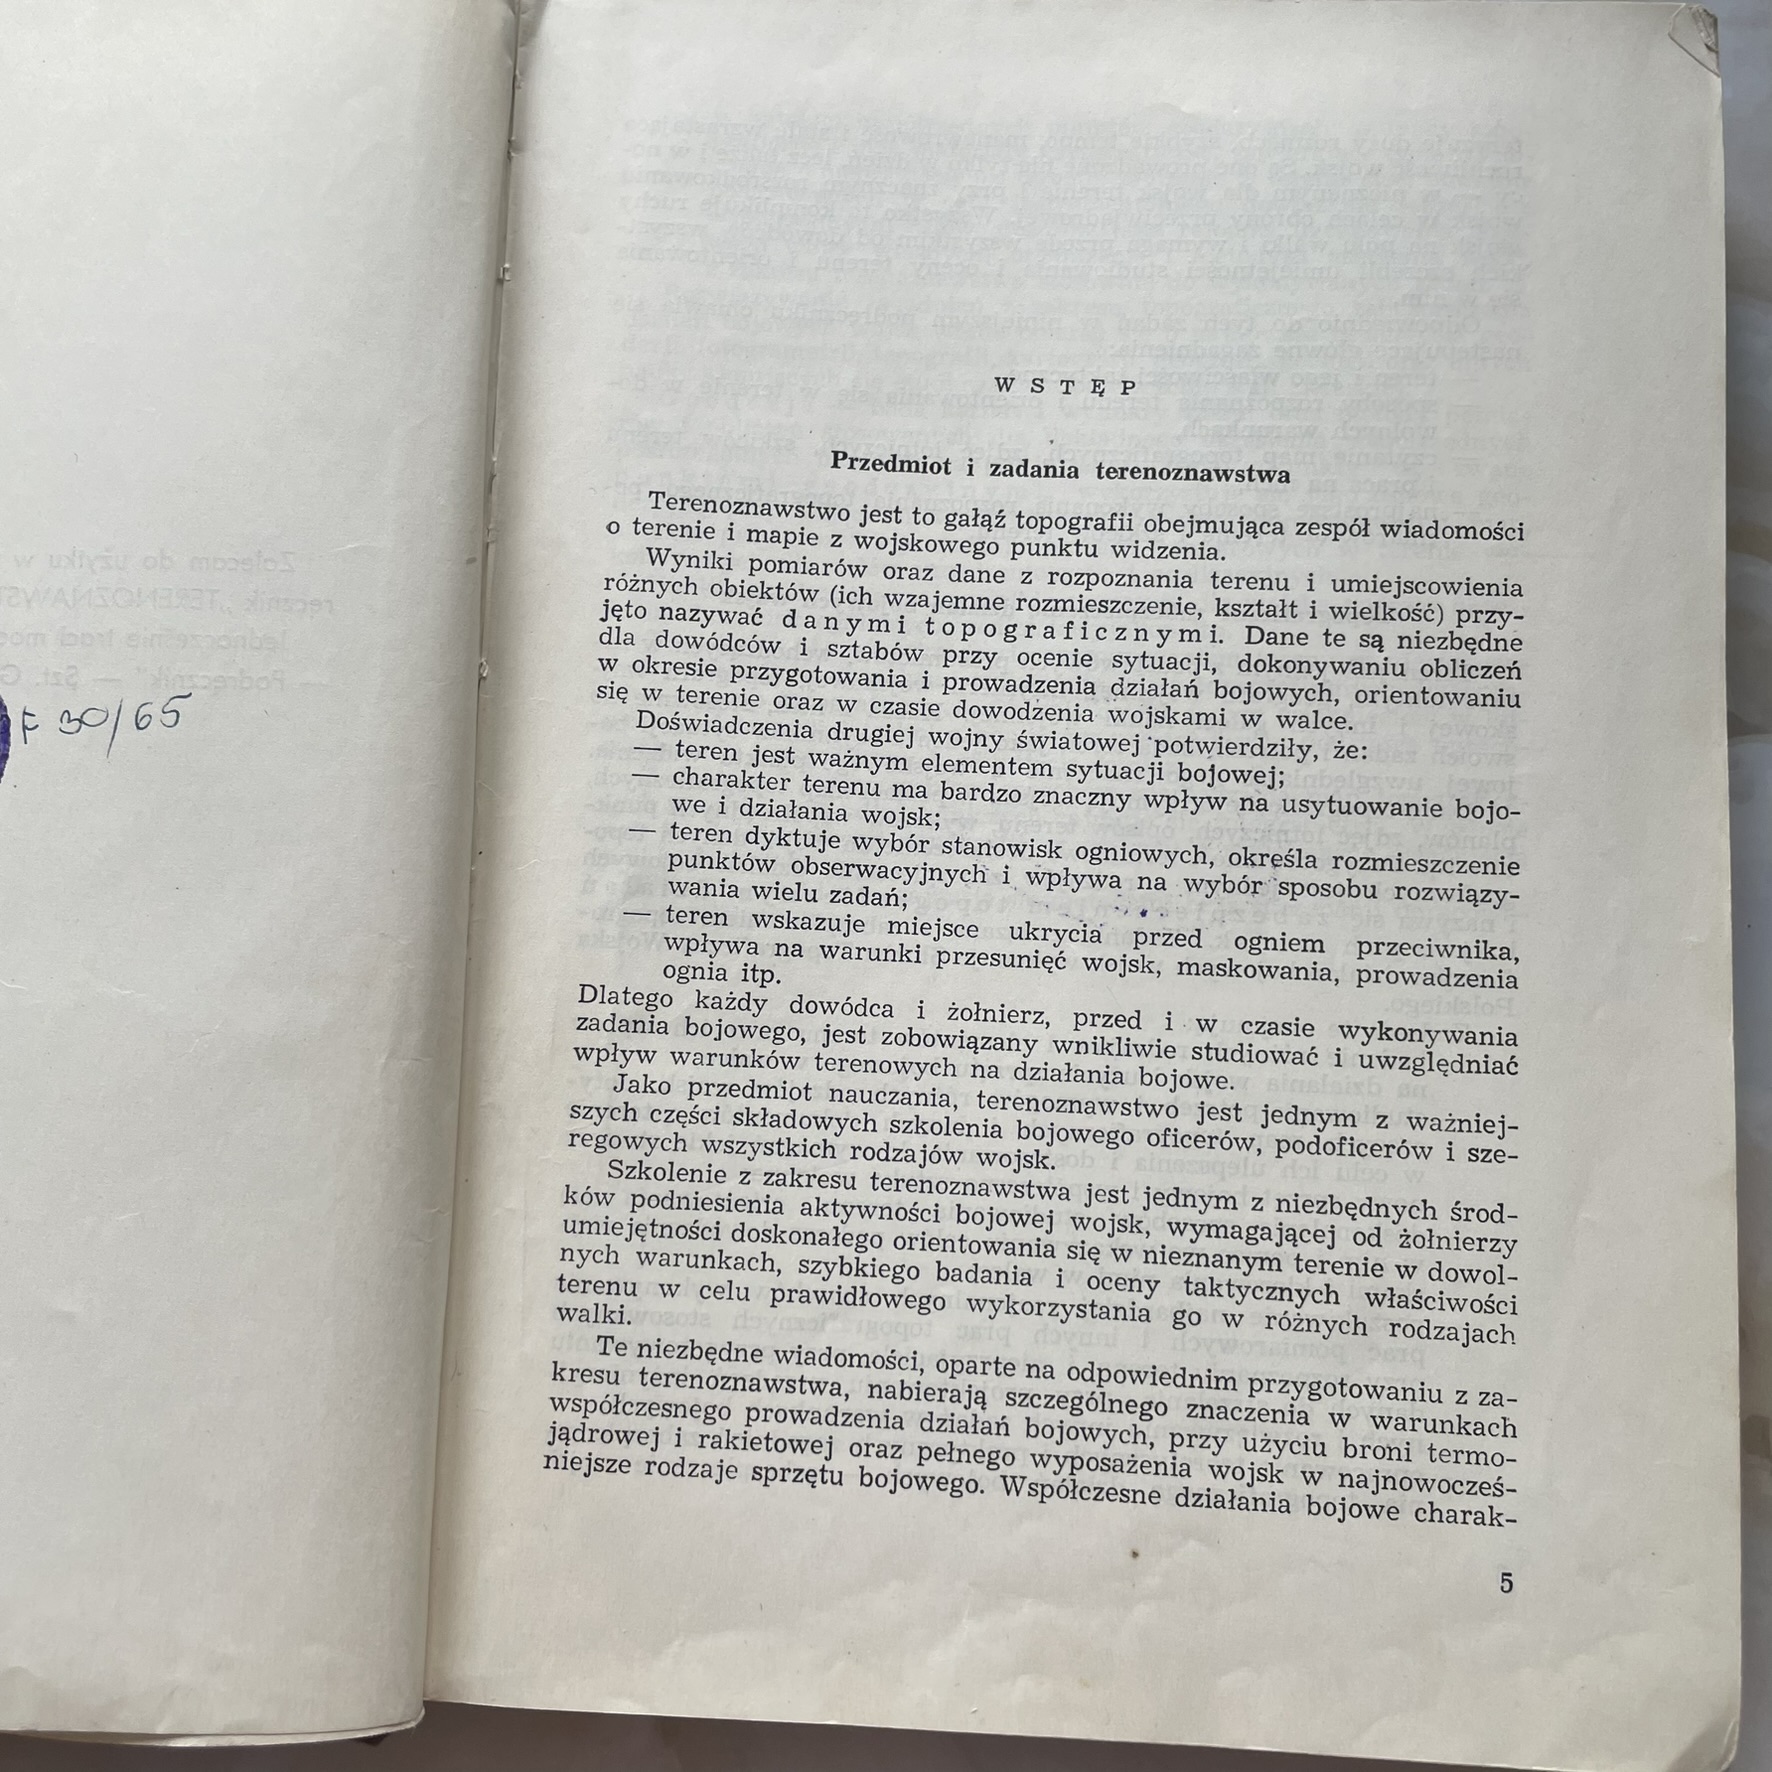 F 30/65
WSTĘP
Przedmiot i zadania terenoznawstwa
Terenoznawstwo jest to gałąź topografii obejmująca zespół wiadomości
o terenie i mapie z wojskowego punktu widzenia.
Wyniki pomiarów oraz dane z rozpoznania terenu i umiejscowienia
różnych obiektów (ich wzajemne rozmieszczenie, kształt i wielkość) przy-
jęto nazywać danymi topograficznymi. Dane te są niezbędne
dla dowódców i sztabów przy ocenie sytuacji, dokonywaniu obliczeń
w okresie przygotowania i prowadzenia działań bojowych, orientowaniu
się w terenie oraz w czasie dowodzenia wojskami w walce.
Doświadczenia drugiej wojny światowej potwierdziły, że:
— teren jest ważnym elementem sytuacji bojowej;
— charakter terenu ma bardzo znaczny wpływ na usytuowanie bojo-
we i działania wojsk;
— teren dyktuje wybór stanowisk ogniowych, określa rozmieszczenie
punktów obserwacyjnych i wpływa na wybór sposobu rozwiązy-
wania wielu zadań;
— teren wskazuje miejsce ukrycia przed ogniem przeciwnika,
wpływa na warunki przesunięć wojsk, maskowania, prowadzenia
ognia itp.
Dlatego każdy dowódca i żołnierz, przed i w czasie wykonywania
zadania bojowego, jest zobowiązany wnikliwie studiować i uwzględniać
wpływ warunków terenowych na działania bojowe.
Jako przedmiot nauczania, terenoznawstwo jest jednym z ważniej-
szych części składowych szkolenia bojowego oficerów, podoficerów i sze-
regowych wszystkich rodzajów wojsk.
Szkolenie z zakresu terenoznawstwa jest jednym z niezbędnych środ-
ków podniesienia aktywności bojowej wojsk, wymagającej od żołnierzy
umiejętności doskonałego orientowania się w nieznanym terenie w dowol-
nych warunkach, szybkiego badania i oceny taktycznych właściwości
terenu w celu prawidłowego wykorzystania go w różnych rodzajach
walki.
Te niezbędne wiadomości, oparte na odpowiednim przygotowaniu z za-
kresu terenoznawstwa, nabierają szczególnego znaczenia w warunkach
współczesnego prowadzenia działań bojowych, przy użyciu broni termo-
jądrowej i rakietowej oraz pełnego wyposażenia wojsk w najnowocześ-
niejsze rodzaje sprzętu bojowego. Współczesne działania bojowe charak-
5